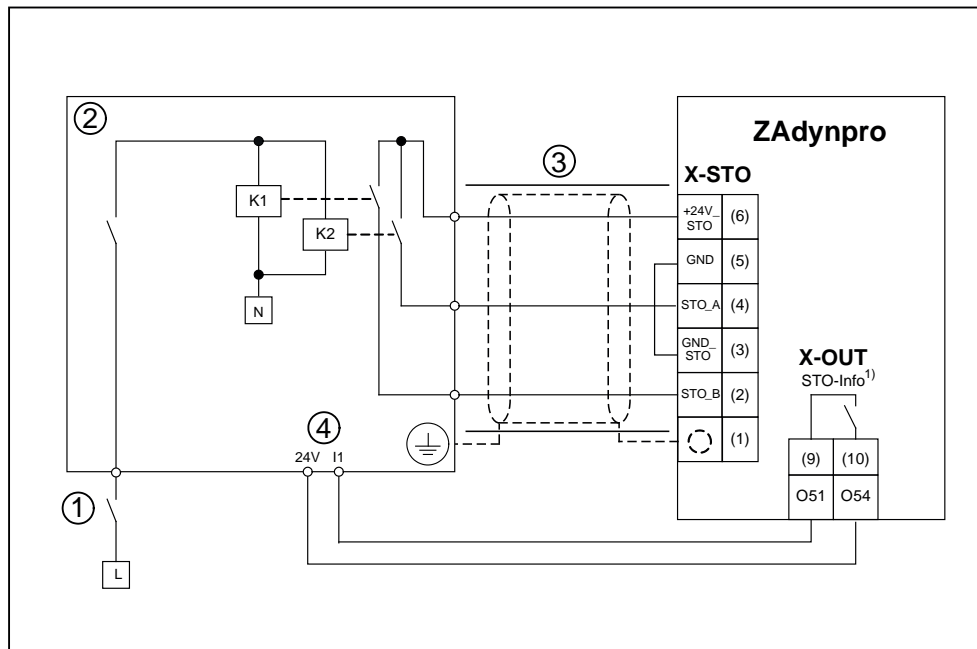 ZAdynpro
②
③
X-STO
K1
+24V_
STO
(6)
K2
GND
(5)
N
STO_A
(4)
GND_
STO
(3)
X-OUT
STO-Info1)
STO_B
(2)
④
(1)
24V I1
(9) (10)
O51 O54
①
L